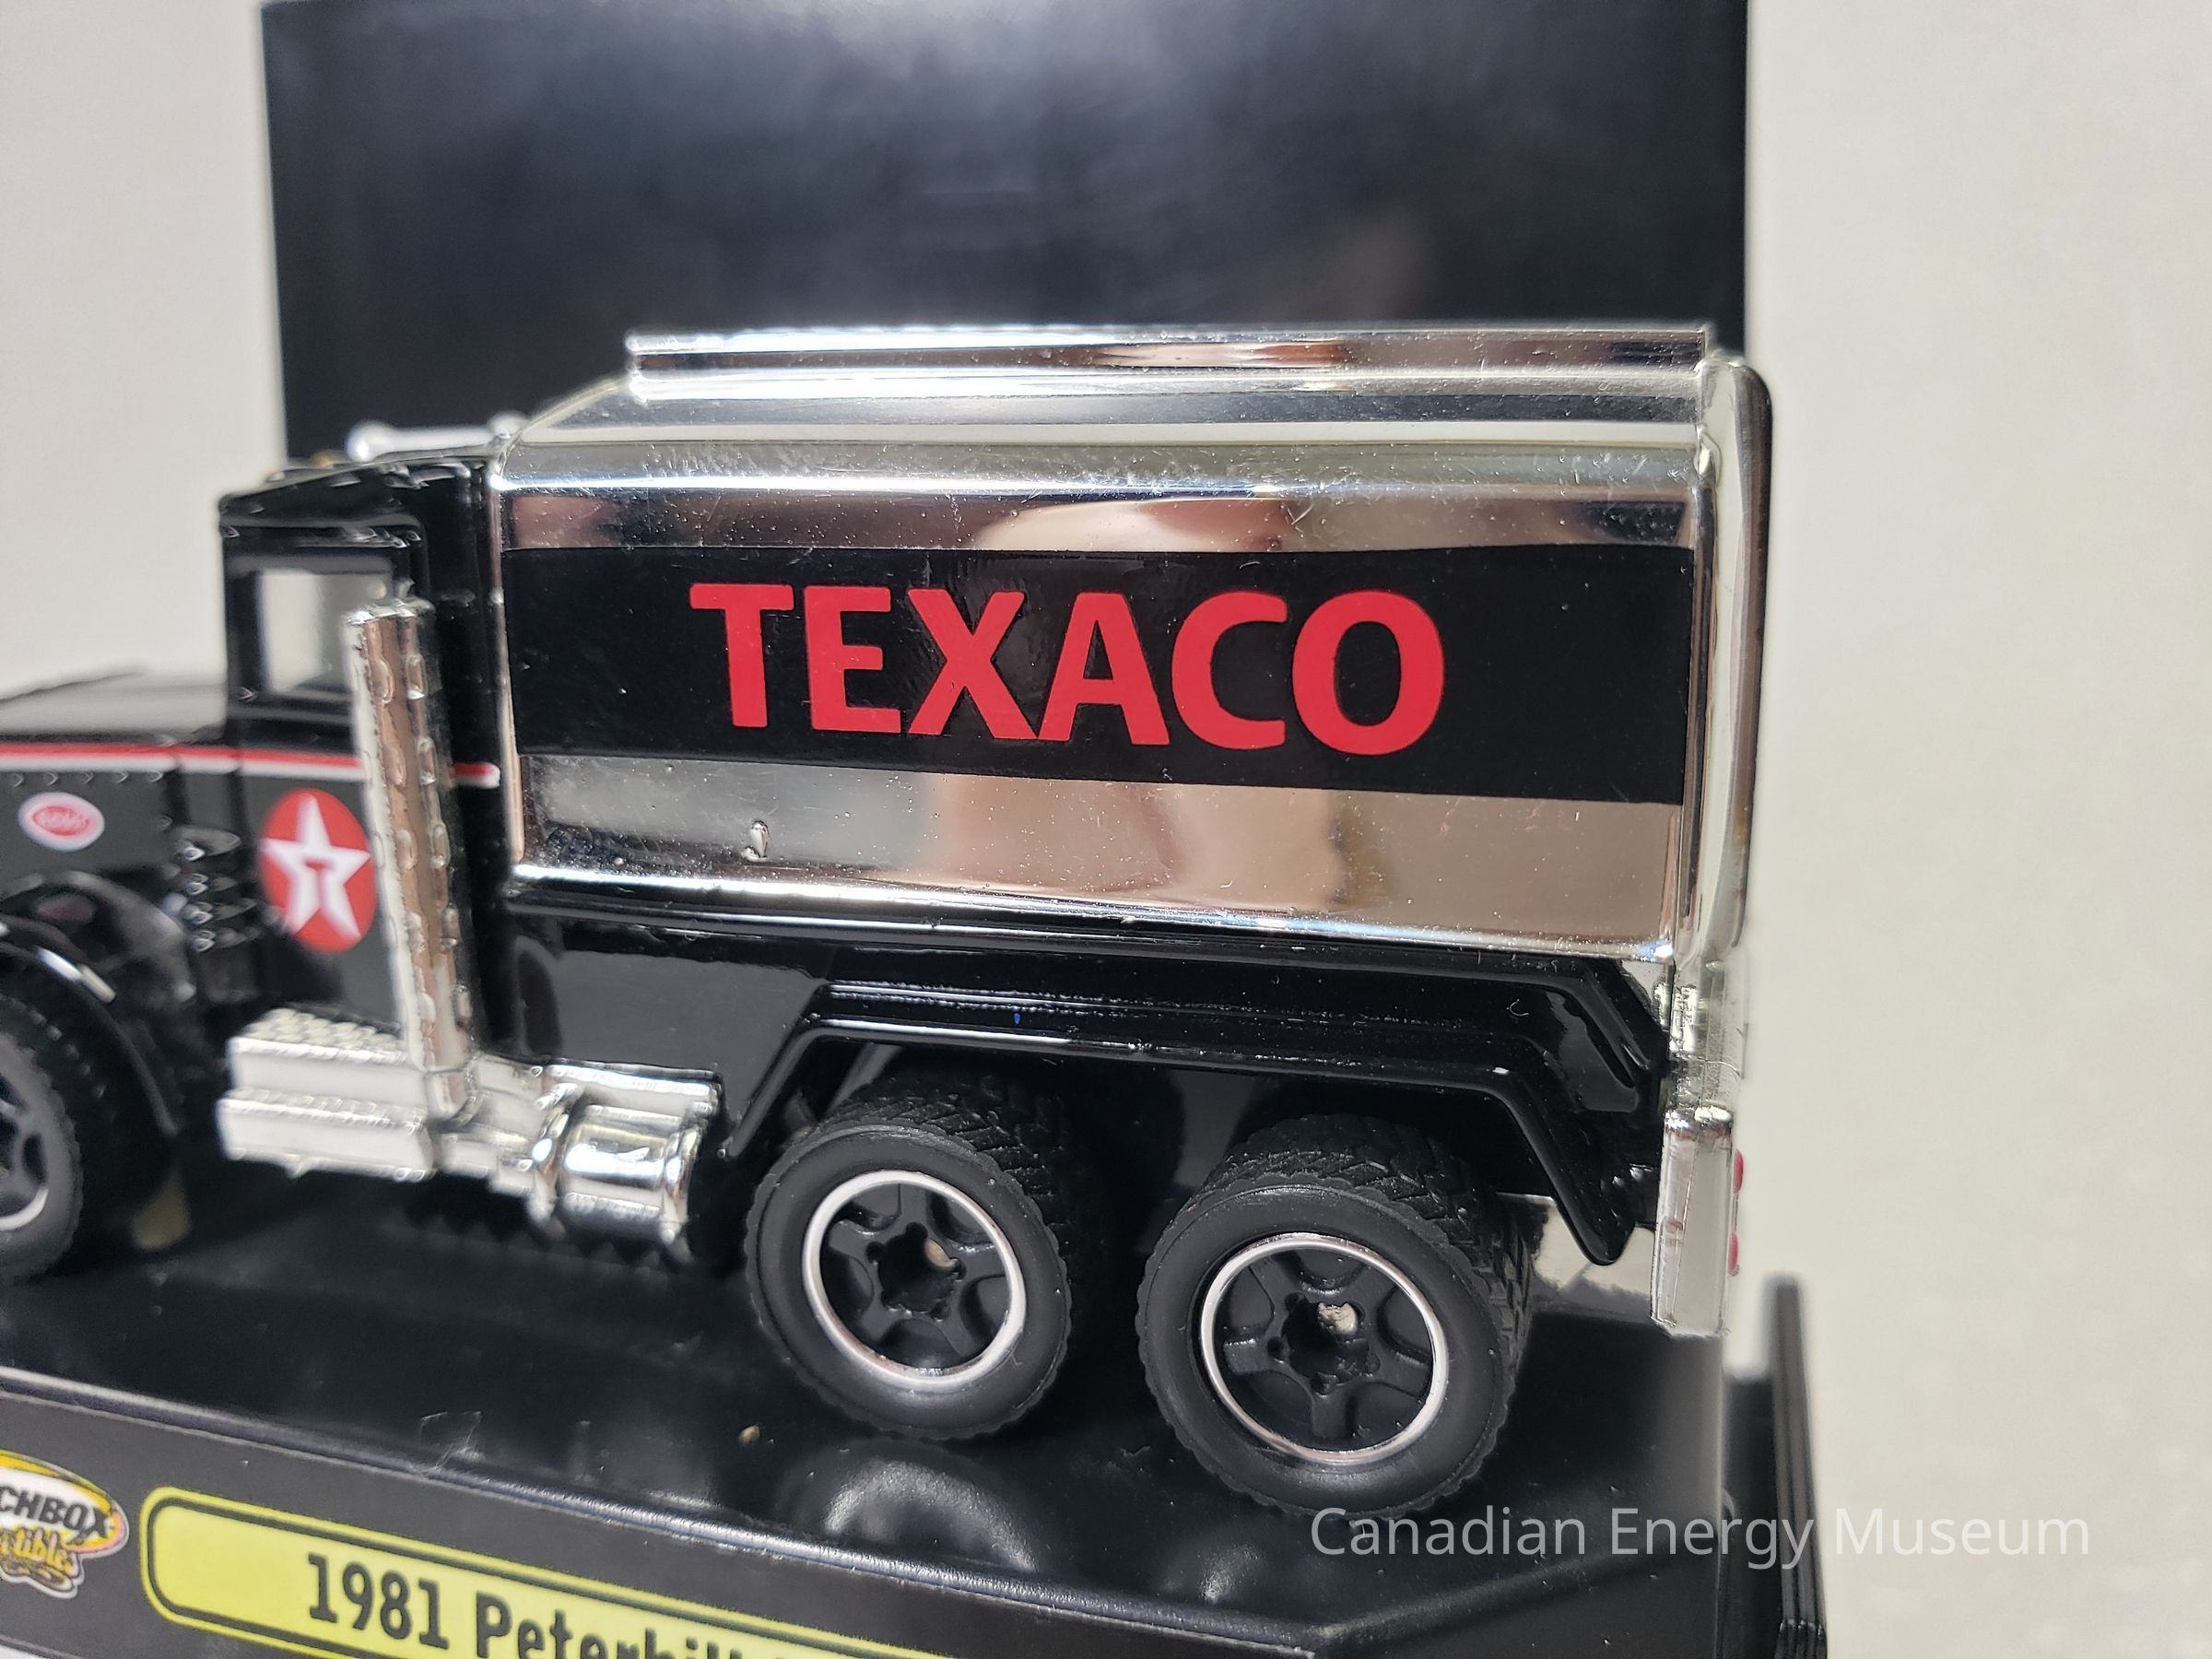 TEXACO
T
1981 Peterbilt
Canadian Energy Museum